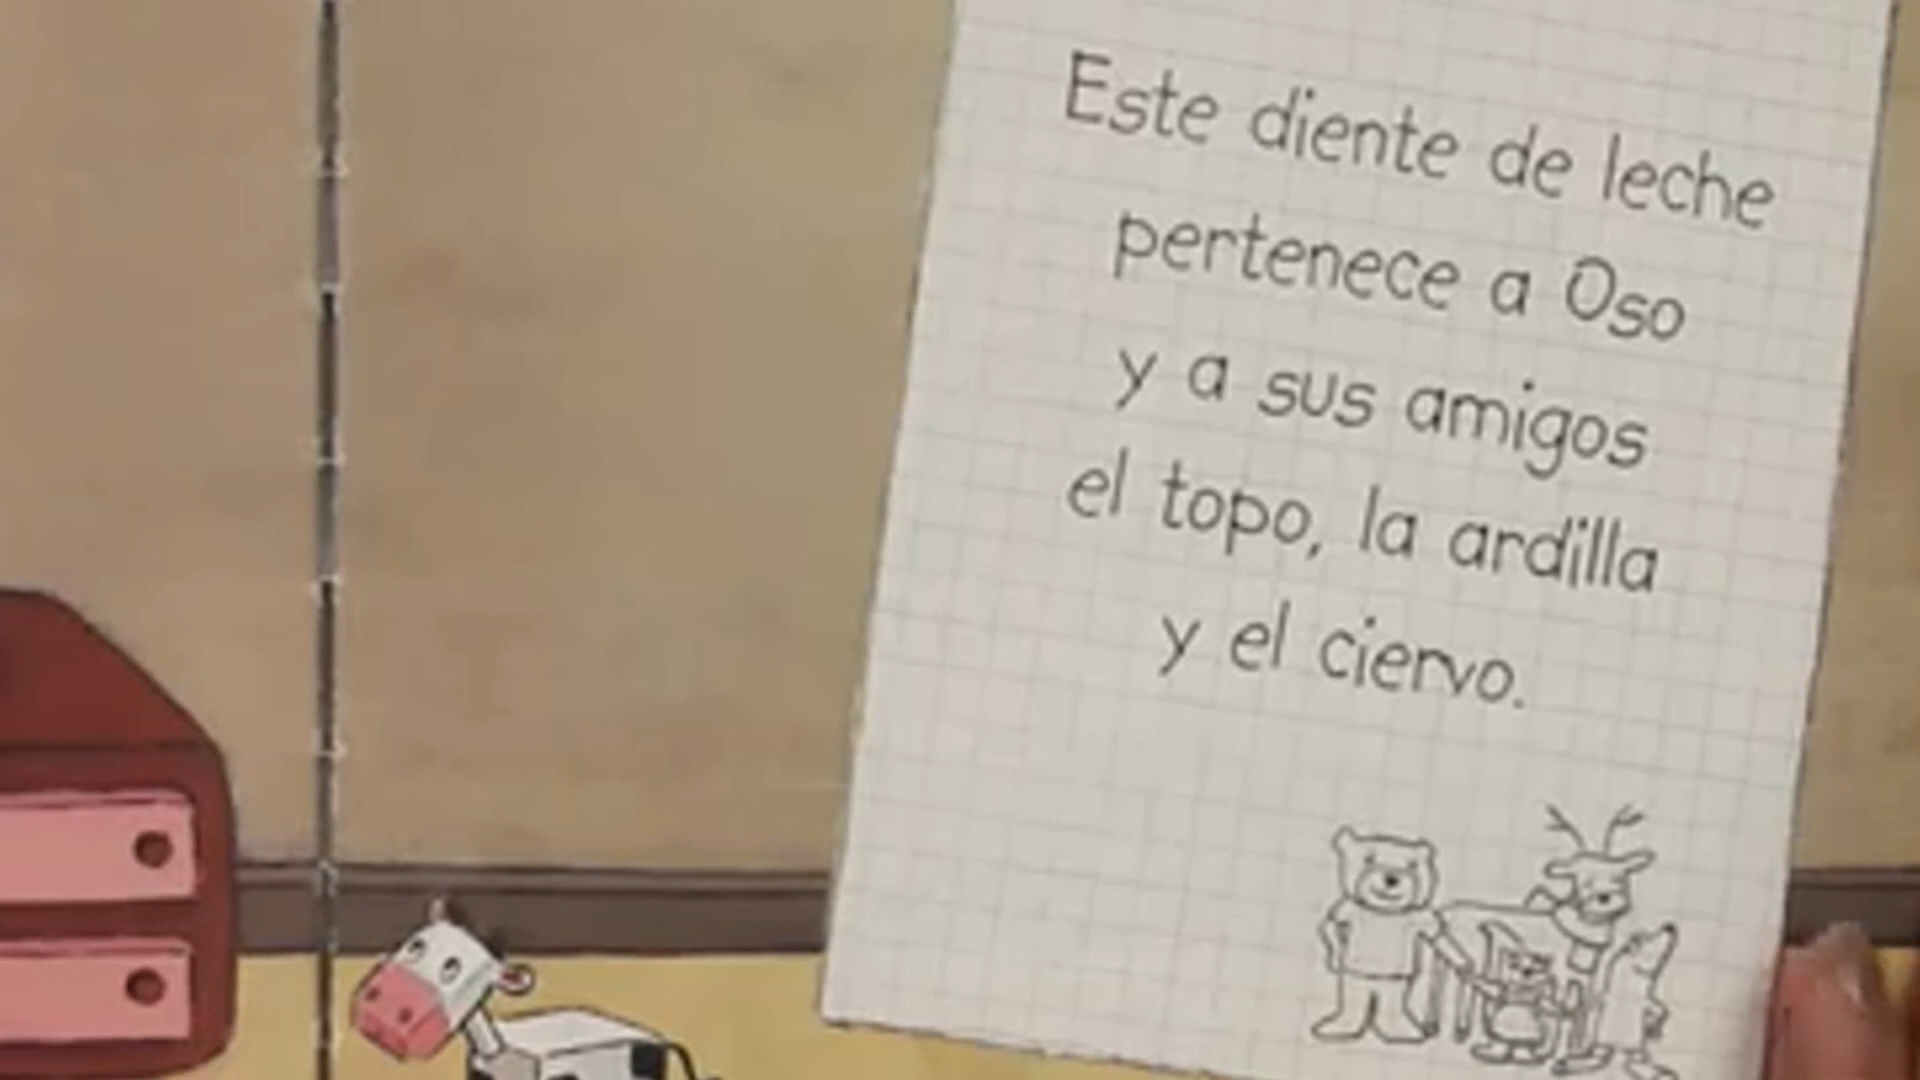 Este diente de leche
pertenece a Oso
y a sus amigos
el topo, la ardilla
y el ciervo.